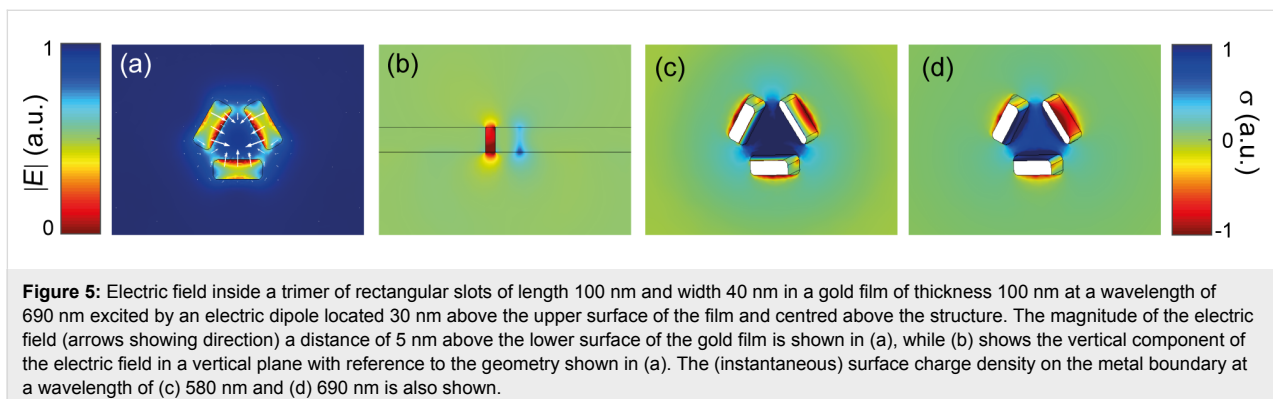 1
|E| (a.u.)
0
(a)
(b)
(c)
(d)
1
0
-1
σ (a.u.)
Figure 5: Electric field inside a trimer of rectangular slots of length 100 nm and width 40 nm in a gold film of thickness 100 nm at a wavelength of
690 nm excited by an electric dipole located 30 nm above the upper surface of the film and centred above the structure. The magnitude of the electric
field (arrows showing direction) a distance of 5 nm above the lower surface of the gold film is shown in (a), while (b) shows the vertical component of
the electric field in a vertical plane with reference to the geometry shown in (a). The (instantaneous) surface charge density on the metal boundary at
a wavelength of (c) 580 nm and (d) 690 nm is also shown.